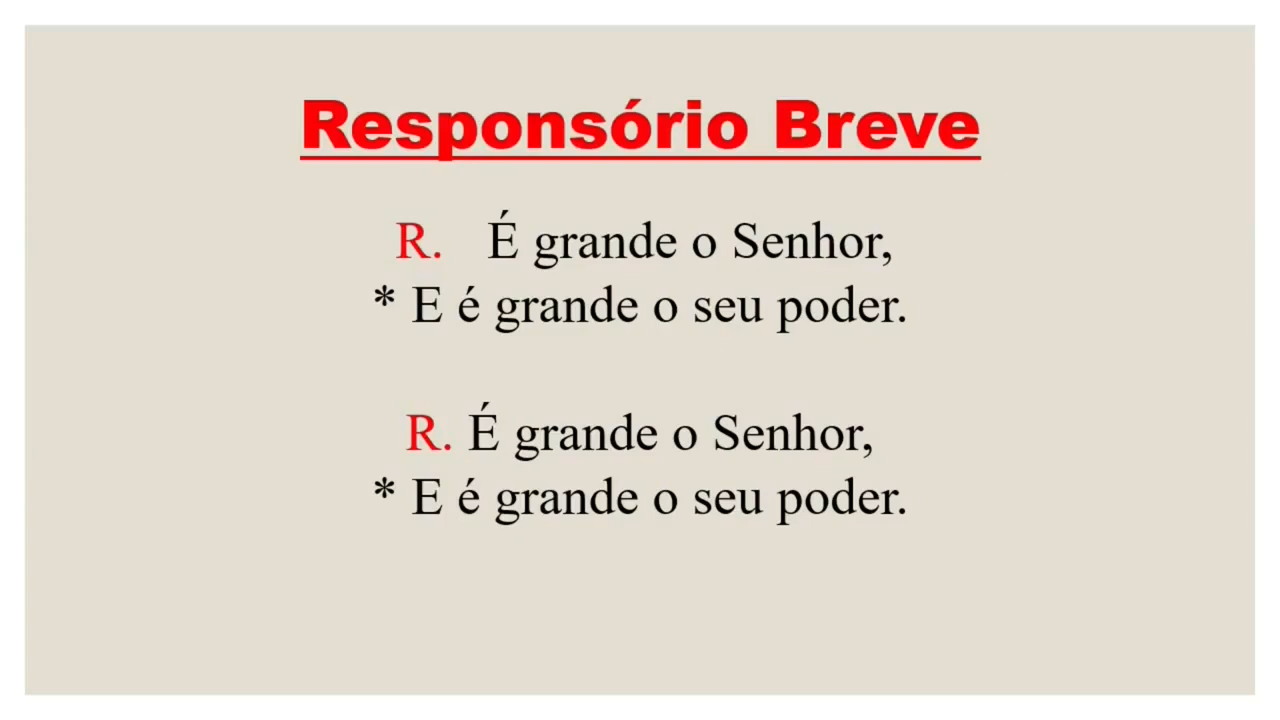 Responsório Breve
R. É grande o Senhor,
* E é grande o seu poder.
R. É grande o Senhor,
* E é grande o seu poder.